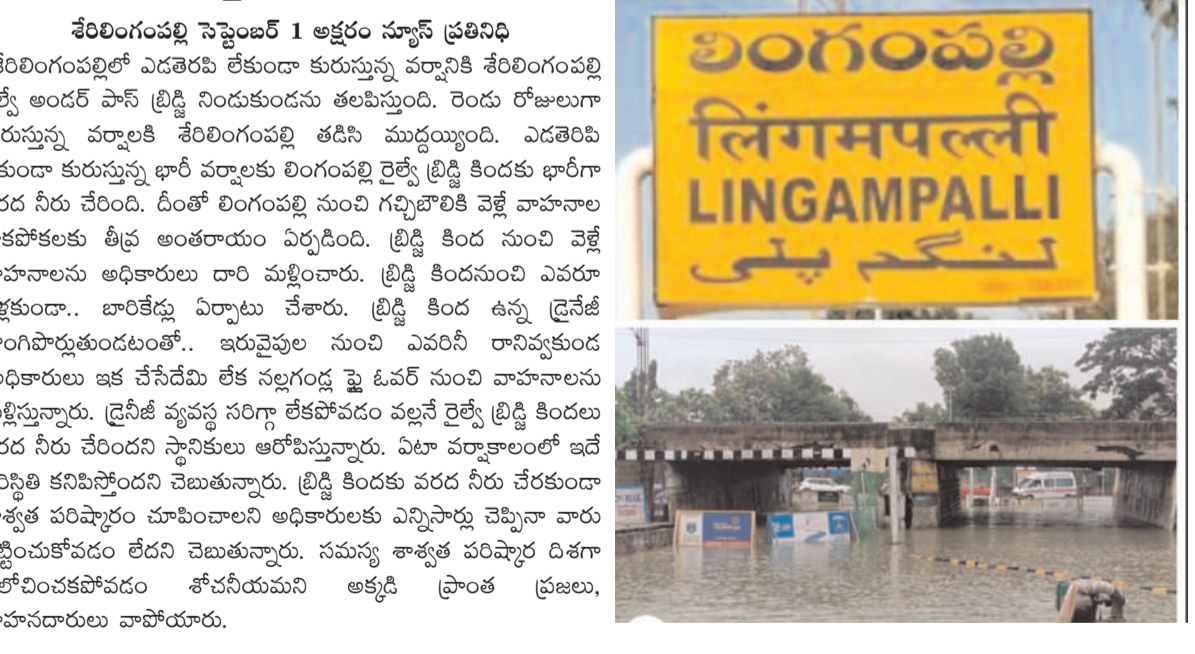 శేరిలింగంపల్లి సెప్టెంబర్ 1 అక్షరం న్యూస్ ప్రతినిధి
శేరిలింగంపల్లిలో ఎడతెరపి లేకుండా కురుస్తున్న వర్షానికి శేరిలింగంపల్లి
ల్వే అండర్ పాస్ బ్రిడ్జి నిండుకుండను తలపిస్తుంది. రెండు రోజులుగా
రుస్తున్న వర్షాలకి శేరిలింగంపల్లి తడిసి ముద్దయ్యింది. ఎడతెరిపి
కుండా కురుస్తున్న భారీ వర్షాలకు లింగంపల్లి రైల్వే బ్రిడ్జి కిందకు భారీగా
రద నీరు చేరింది. దీంతో లింగంపల్లి నుంచి గచ్చిబౌలికి వెళ్లే వాహనాల
కపోకలకు తీవ్ర అంతరాయం ఏర్పడింది. బ్రిడ్జి కింద నుంచి వెళ్లే
హనాలను అధికారులు దారి మళ్లించారు. బ్రిడ్జి కిందనుంచి ఎవరూ
ళ్లకుండా.. బారికేడ్లు ఏర్పాటు చేశారు. బ్రిడ్జి కింద ఉన్న డ్రైనేజీ
ంగిపొర్లుతుండటంతో.. ఇరువైపుల నుంచి ఎవరినీ రానివ్వకుండ
ధికారులు ఇక చేసేదేమి లేక నల్లగండ్ల ఫ్లై ఓవర్ నుంచి వాహనాలను
ళ్లిస్తున్నారు. డ్రైనీజీ వ్యవస్థ సరిగ్గా లేకపోవడం వల్లనే రైల్వే బ్రిడ్జి కిందలు
రద నీరు చేరిందని స్థానికులు ఆరోపిస్తున్నారు. ఏటా వర్షాకాలంలో ఇదే
రిస్థితి కనిపిస్తోందని చెబుతున్నారు. బ్రిడ్జి కిందకు వరద నీరు చేరకుండా
శ్వత పరిష్కారం చూపించాలని అధికారులకు ఎన్నిసార్లు చెప్పినా వారు
ట్టించుకోవడం లేదని చెబుతున్నారు. సమస్య శాశ్వత పరిష్కార దిశగా
లోచించకపోవడం శోచనీయమని అక్కడి ప్రాంత ప్రజలు,
హనదారులు వాపోయారు.
లింగంపల్లి
लिंगमपल्ली
LINGAMPALLI
لنگم پلی